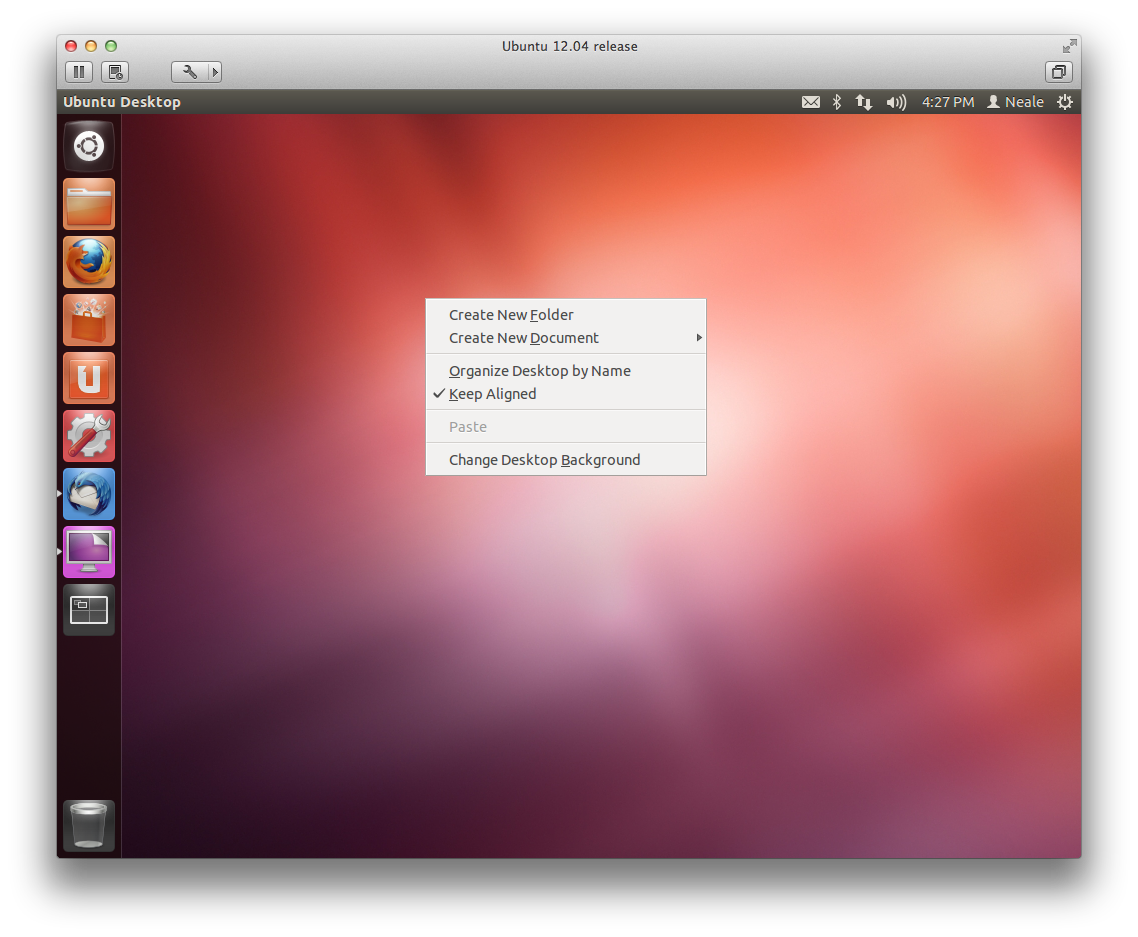 Ubuntu 12.04 release
Ubuntu Desktop
4:27 PM
Neale
Create New Folder
Create New Document
Organize Desktop by Name
Keep Aligned
Paste
Change Desktop Background